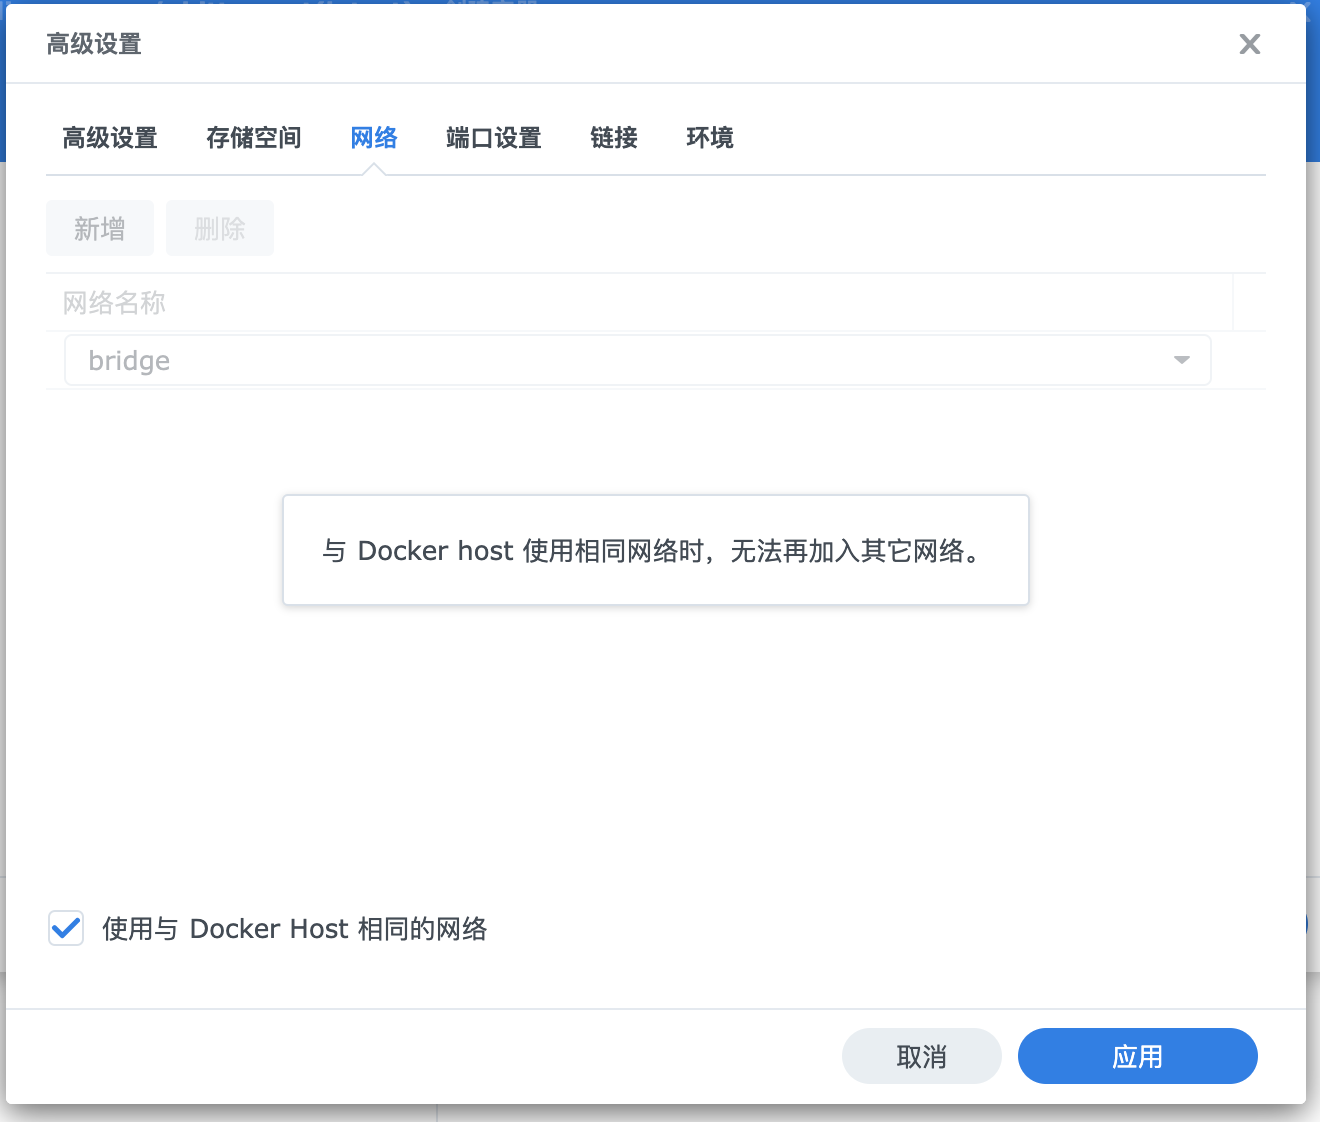 高级设置
高级设置 存储空间 网络 端口设置 链接 环境
新增 删除
网络名称
bridge
与 Docker host 使用相同网络时，无法再加入其它网络。
使用与 Docker Host 相同的网络
取消 应用